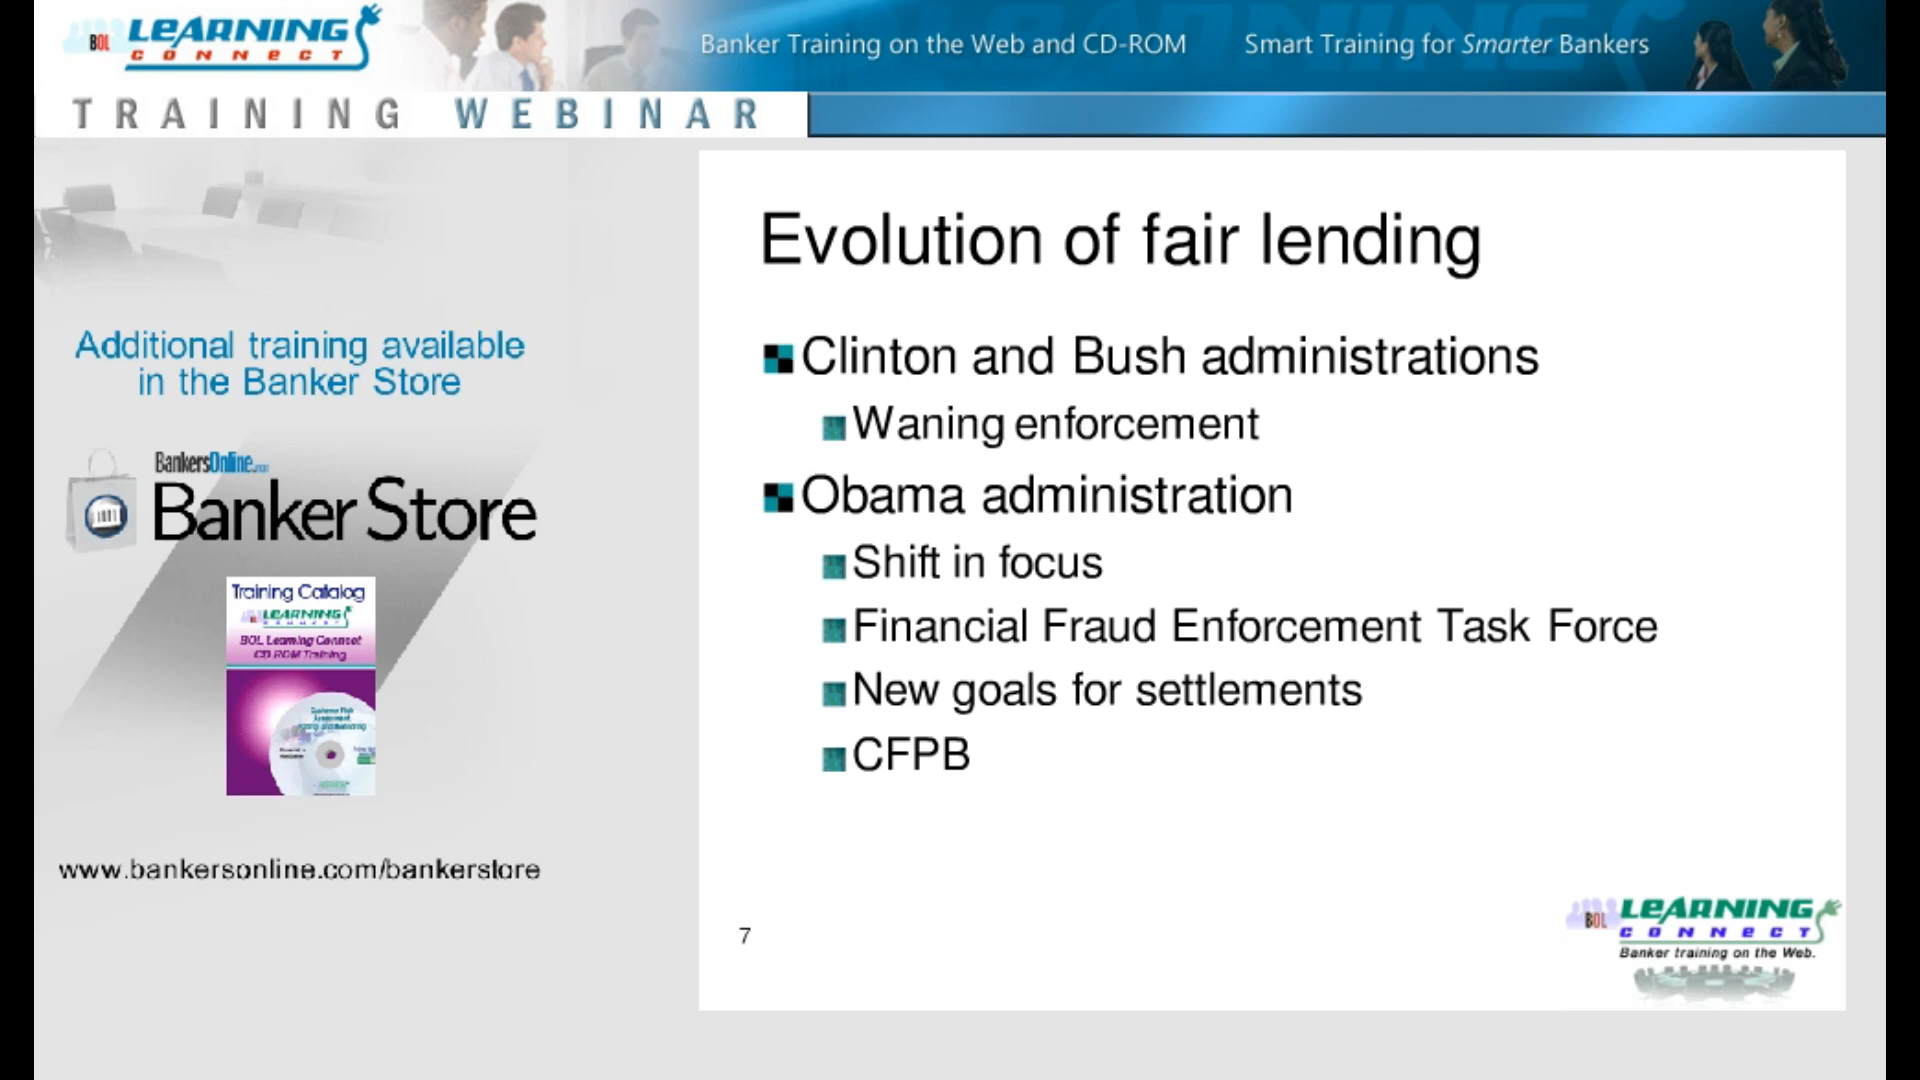 BOL LEARNING
CONNECT
Banker Training on the Web and CD-ROM Smart Training for Smarter Bankers
TRAINING WEBINAR
Additional training available
in the Banker Store
BankersOnline.com
Banker Store
Training Catalog
LEARNING
CONNECT
BOL Learning Connect
CD ROM Training
www.bankersonline.com/bankerstore
Evolution of fair lending
Clinton and Bush administrations
Waning enforcement
Obama administration
Shift in focus
Financial Fraud Enforcement Task Force
New goals for settlements
CFPB
7
BOL LEARNING
CONNECT
Banker training on the Web.